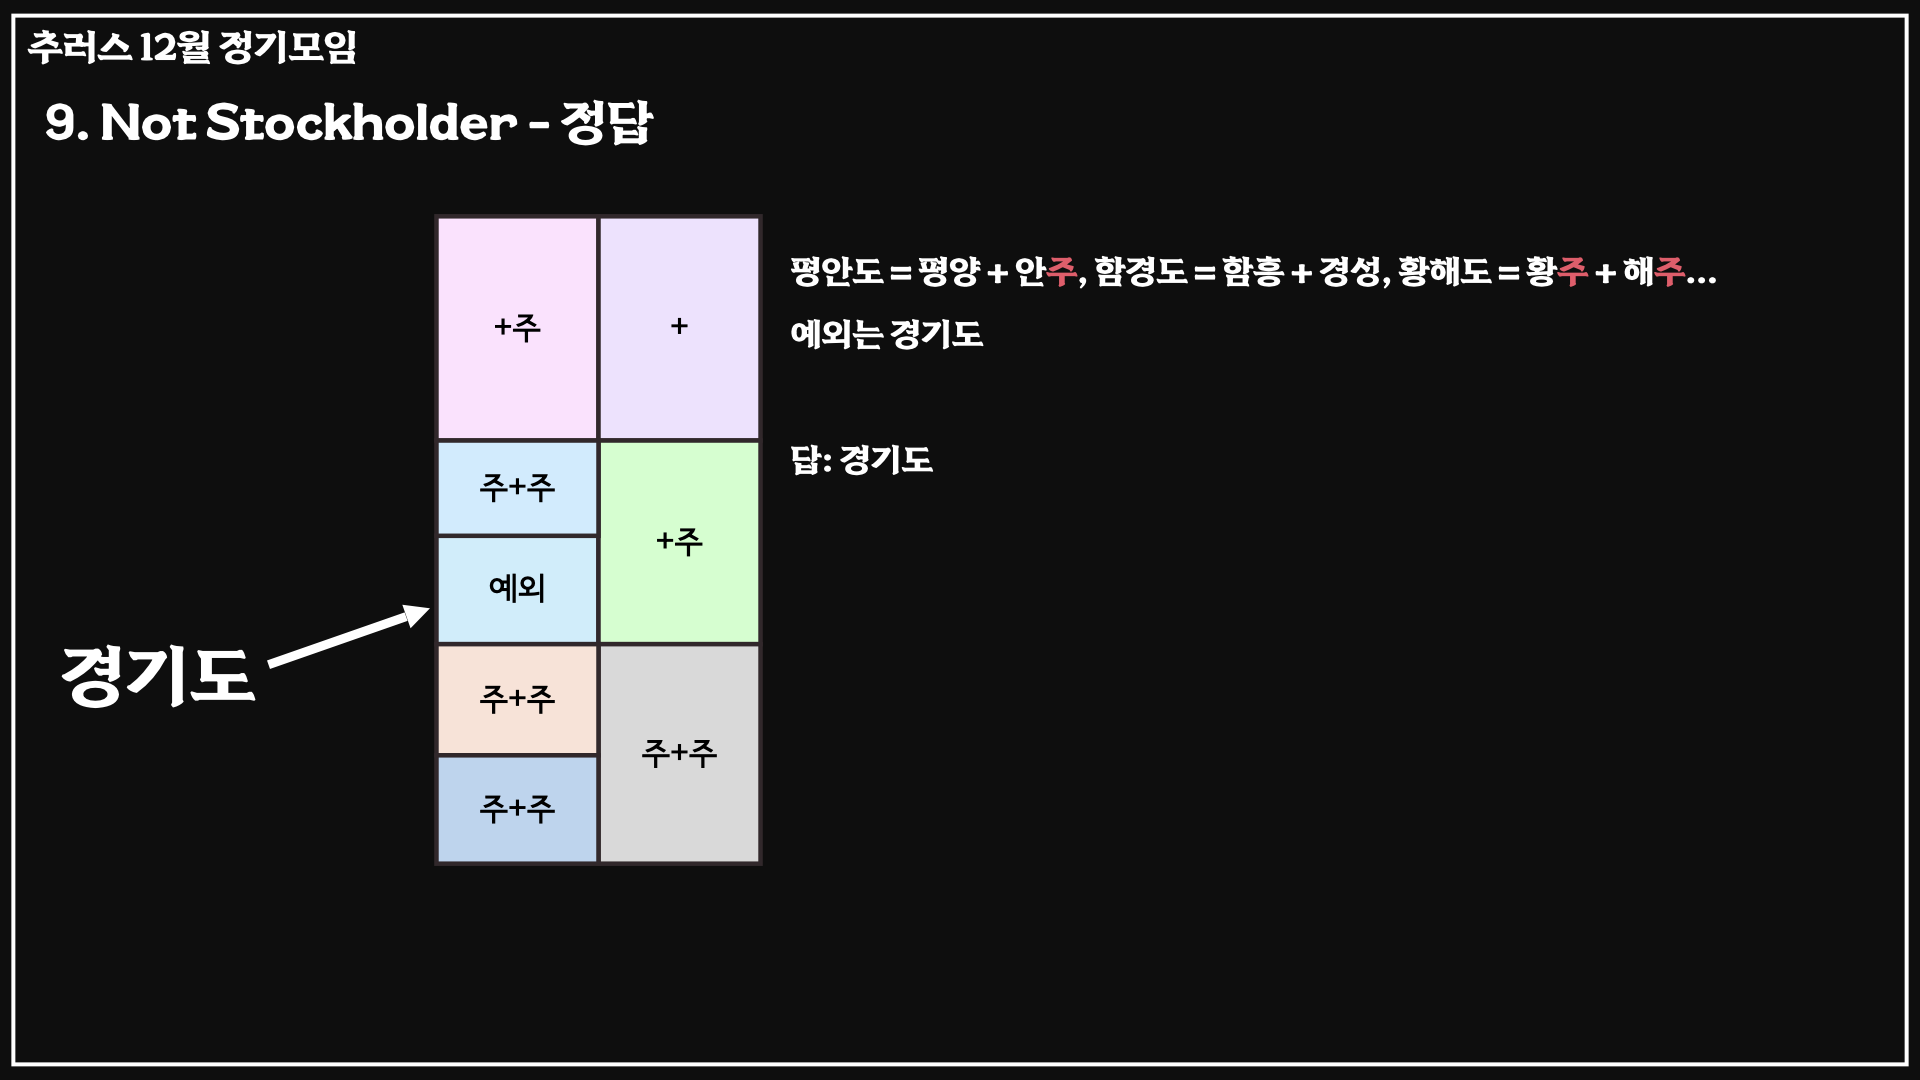 추러스 12월 정기모임
9. Not Stockholder - 정답
+주
+
평안도 = 평양 + 안주, 함경도 = 함흥 + 경성, 황해도 = 황주 + 해주...
예외는 경기도
주+주
+주
답: 경기도
예외
경기도
주+주
주+주
주+주